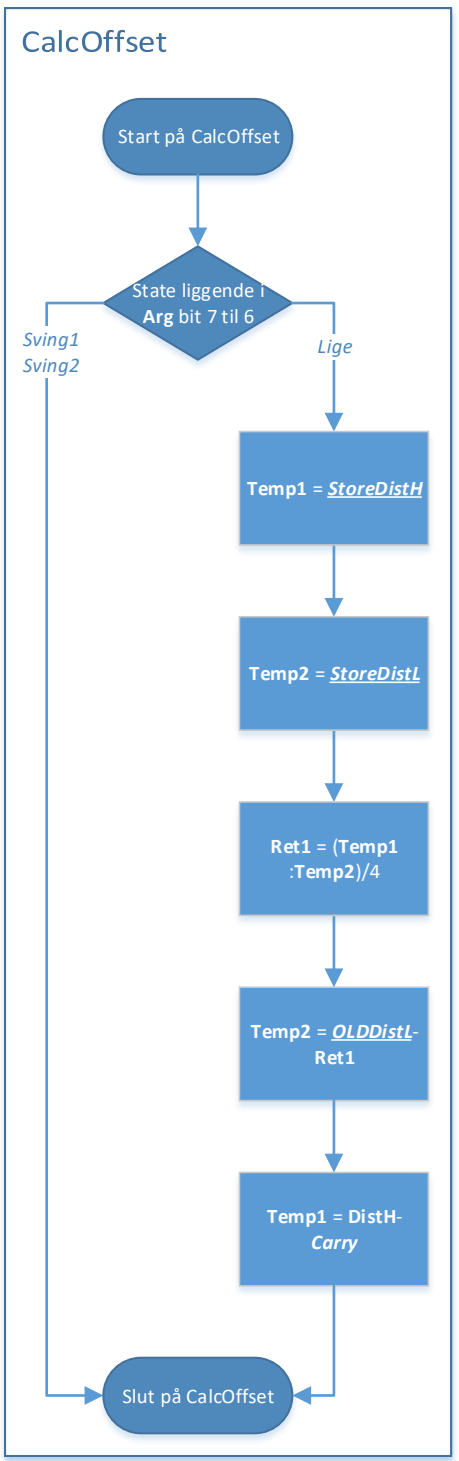 CalcOffset
Start på CalcOffset
State liggende i
Arg bit 7 til 6
Sving1
Sving2
Lige
Temp1 = StoreDistH
Temp2 = StoreDistL
Ret1 = (Temp1
:Temp2)/4
Temp2 = OLDDistL-
Ret1
Temp1 = DistH-
Carry
Slut på CalcOffset